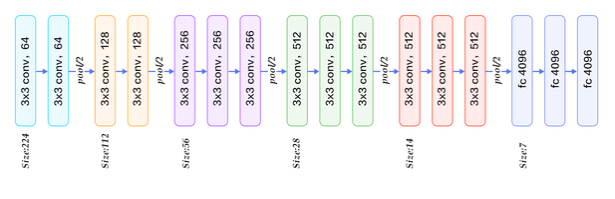 3x3 conv, 64
3x3 conv, 64
pool/2
3x3 conv, 128
3x3 conv, 128
pool/2
3x3 conv, 256
3x3 conv, 256
3x3 conv, 256
pool/2
3x3 conv, 512
3x3 conv, 512
3x3 conv, 512
pool/2
3x3 conv, 512
3x3 conv, 512
3x3 conv, 512
pool/2
fc 4096
fc 4096
fc 4096
Size:224
Size:112
Size:56
Size:28
Size:14
Size:7